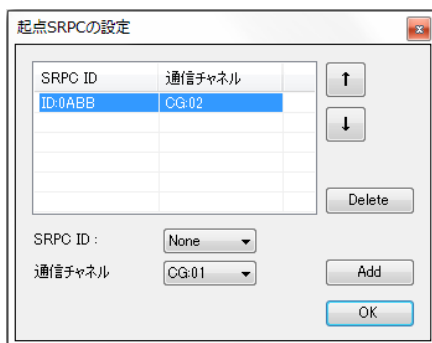 起点SRPCの設定
SRPC ID 通信チャネル
ID:0ABB CG:02
↑
↓
Delete
SRPC ID : None
通信チャネル CG:01 Add
OK